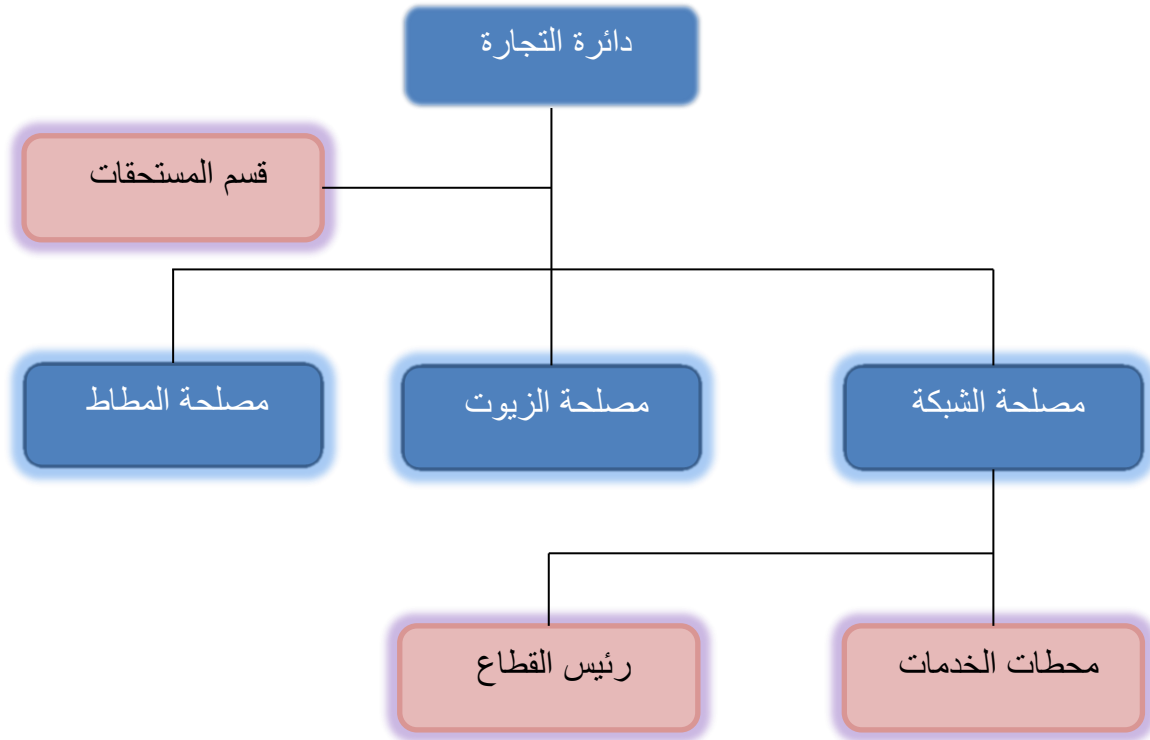 دائرة التجارة
قسم المستحقات
مصلحة الشبكة
مصلحة الزيوت
مصلحة المطاط
محطات الخدمات
رئيس القطاع